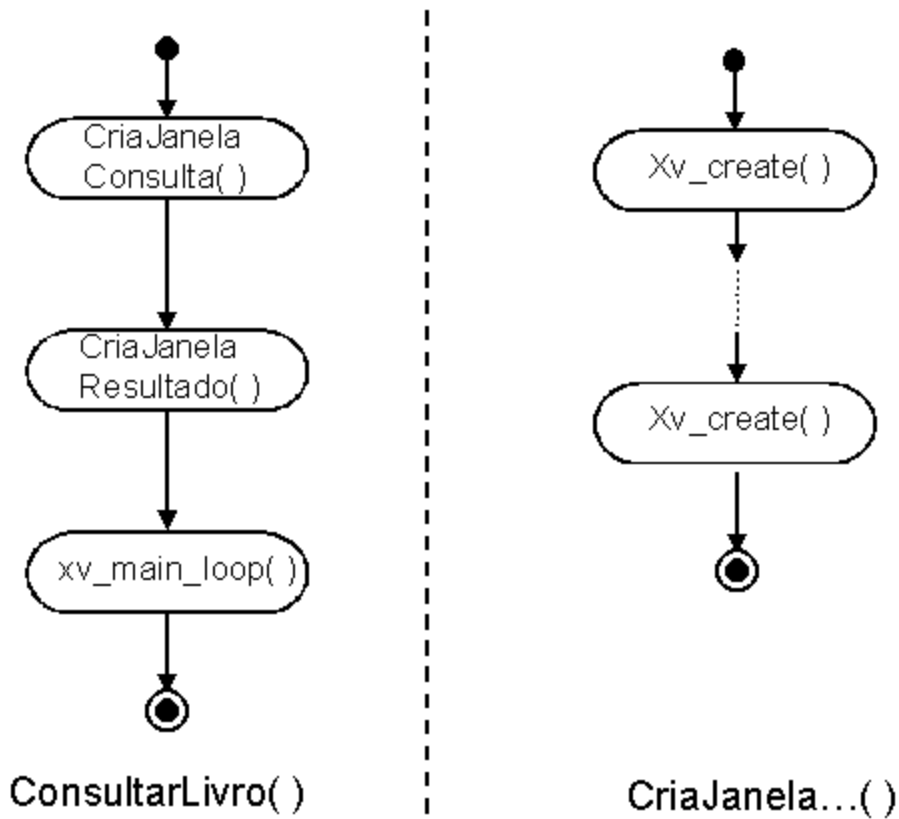 CriaJanela
Consulta( )
CriaJanela
Resultado( )
xv_main_loop( )
ConsultarLivro( )
Xv_create( )
Xv_create( )
CriaJanela...( )